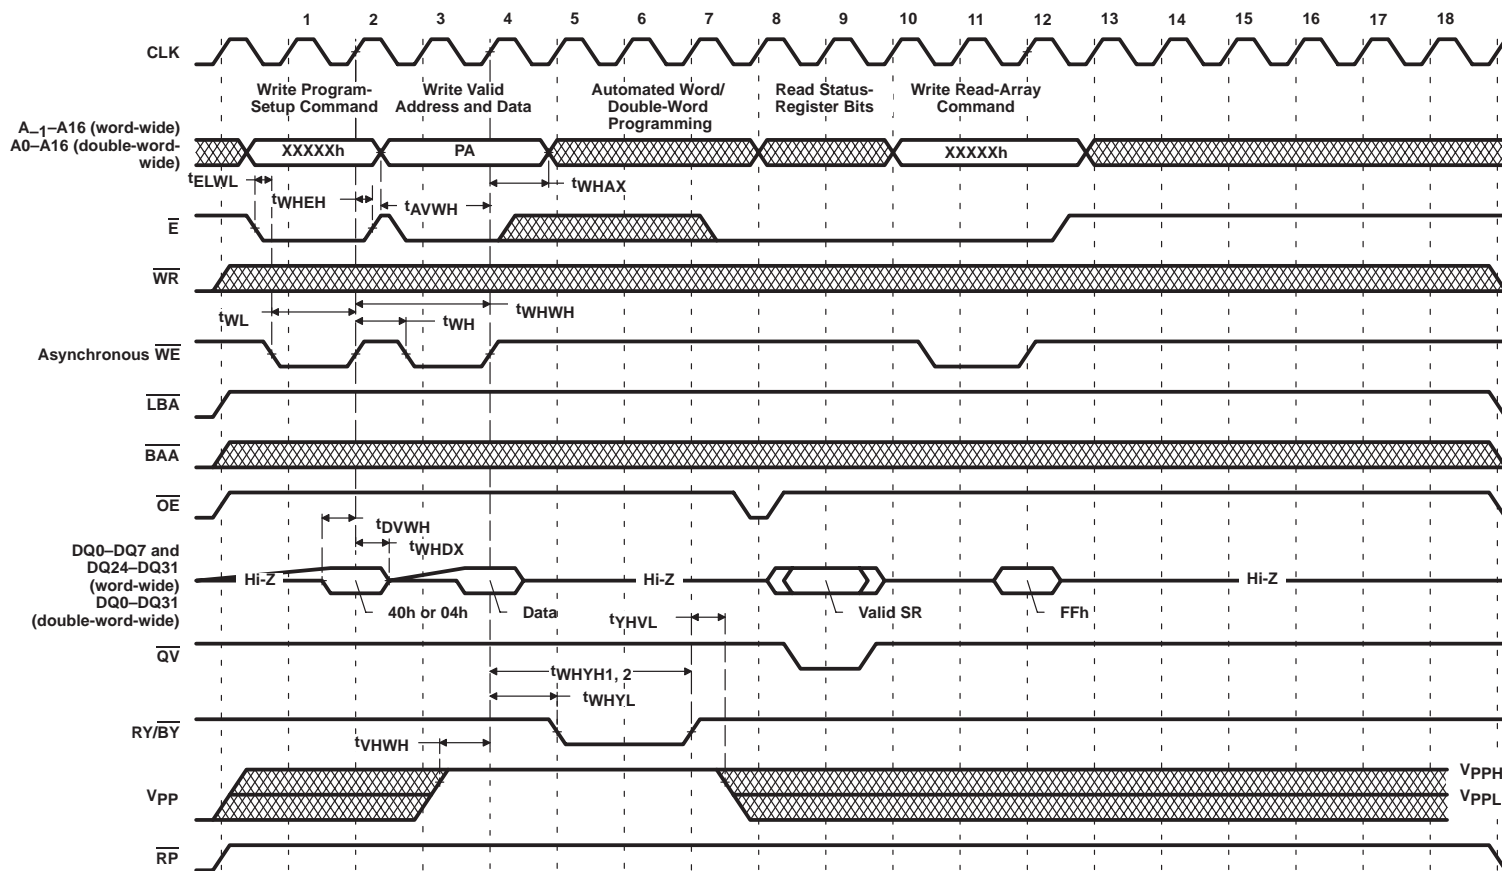 1 2 3 4 5 6 7 8 9 10 11 12 13 14 15 16 17 18
CLK
Write Program-
Setup Command
Write Valid
Address and Data
Automated Word/
Double-Word
Programming
Read Status-
Register Bits
Write Read-Array
Command
A–1–A16 (word-wide)
A0–A16 (double-word-
wide)
XXXXXh
PA
XXXXXh
tELWL
tWHEH
tAVWH
tWHAX
E
WR
tWL
tWH
tWHWH
Asynchronous WE
LBA
BAA
OE
tDVWH
tWHDX
DQ0–DQ7 and
DQ24–DQ31
(word-wide)
DQ0–DQ31
(double-word-wide)
Hi-Z
Hi-Z
Hi-Z
40h or 04h
Data
Valid SR
FFh
tYHVL
QV
tWHYH1, 2
tWHYL
RY/BY
tVHWH
VPP
VPPH
VPPL
RP